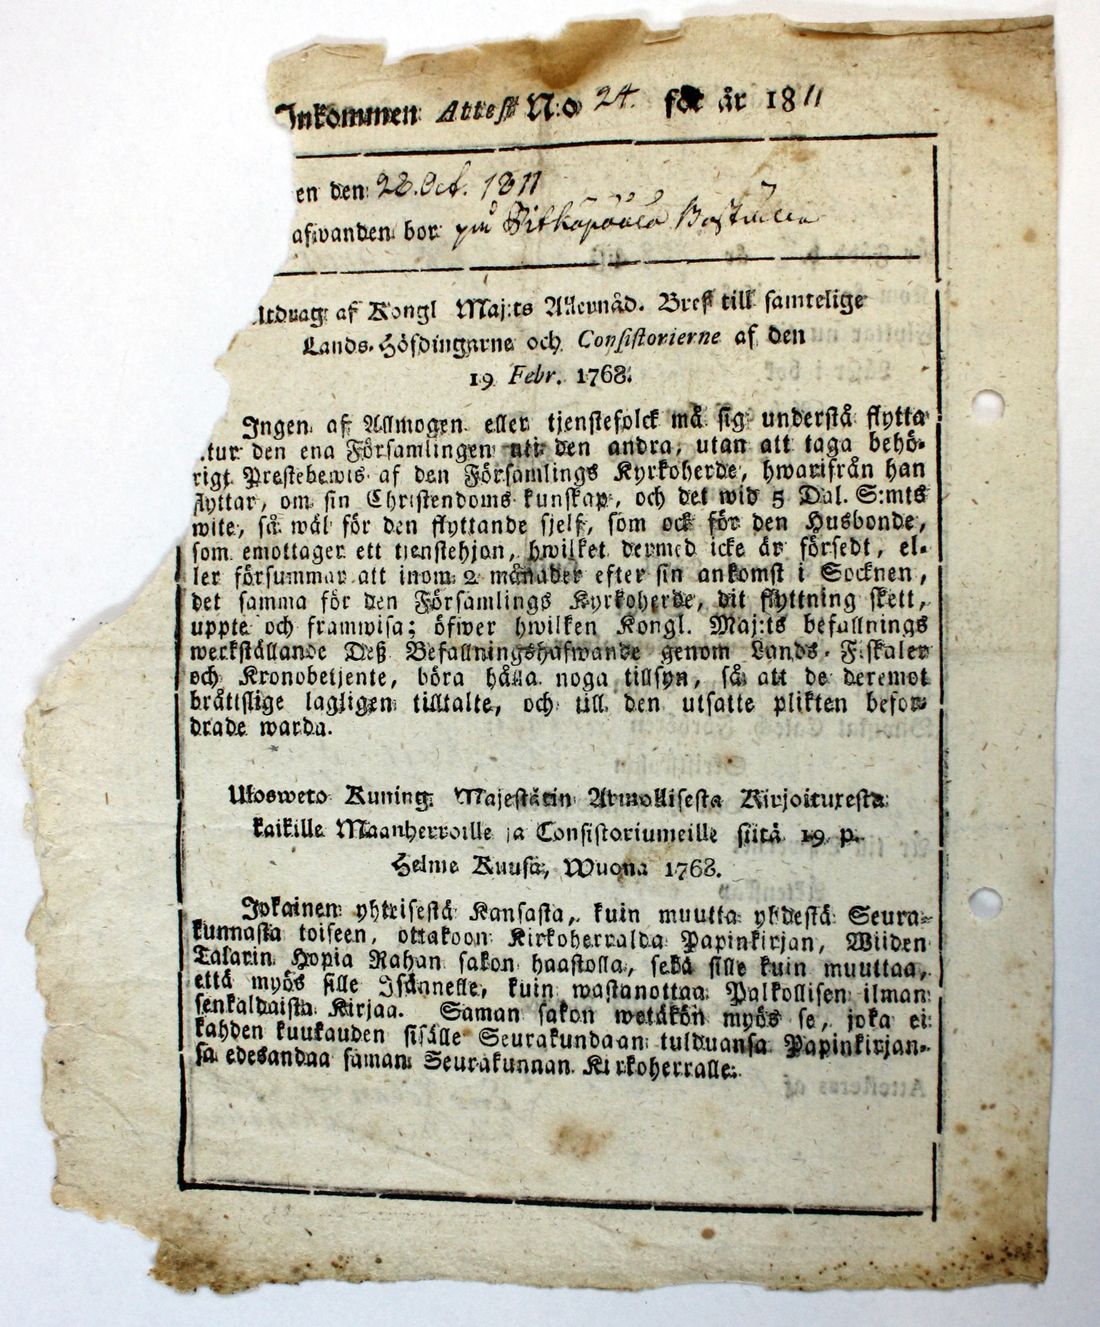 Inkommen Attest N:o 24. för år 1811
en den 28. Oct. 1811
afwanden bor på Pitkäpää
utdrag af Kongl Maj:ts Allernåd. Bref till samtelige
Lands-Höfdingarne och Consistorierne af den
19 Febr. 1768.
Ingen af Allmogen eller tjenstefolck må sig understå flytta
utur den ena Församlingen uti den andra, utan att taga behö-
rigt Prestebewis af den Församlings Kyrkoherde, hwarifrån han
flyttar, om sin Christendoms kunskap, och det wid 5 Dal. S:mts
wite, så wäl för den flyttande sjelf, som ock för den Husbonde,
som emottager ett tienstehjon, hwilket dermed icke är försedt, el-
ler försummar att inom 2 månader efter sin ankomst i Socknen,
det samma för den Församlings Kyrkoherde, dit flyttning skett,
uppte och framwisa; öfwer hwilken Kongl. Maj:ts befallnings
werkställande Deß Befallningshafwande genom Lands-Fiskaler
och Kronobetjente, böra hålla noga tillsyn, så att de deremot
bråttslige lagligen tilltalte, och till den utsatte plikten befor-
drade warda.
Ulosweto Kuning. Majestätin Armollisesta Kirjoituxesta
kaikille Maanherroille ja Consistoriumeille siitä 19 p.
Helme Kuusa, Wuona 1768.
Jokainen yhteisestä Kansasta, kuin muutta yhdestä Seura-
kunnasta toiseen, ottakoon Kirkoherralda Papinkirjan, Wiiden
Talarin Hopia Rahan sakon haastolla, sekä sille kuin muuttaa,
että myös sille Isännelle, kuin wastanottaa Palkollisen ilman
senkaldaista Kirjaa. Saman sakon wetäkön myös se, joka ei
kahden kuukauden sisälle Seurakundaan tulduansa Papinkirjan-
sa edesandaa saman Seurakunnan Kirkoherralle.